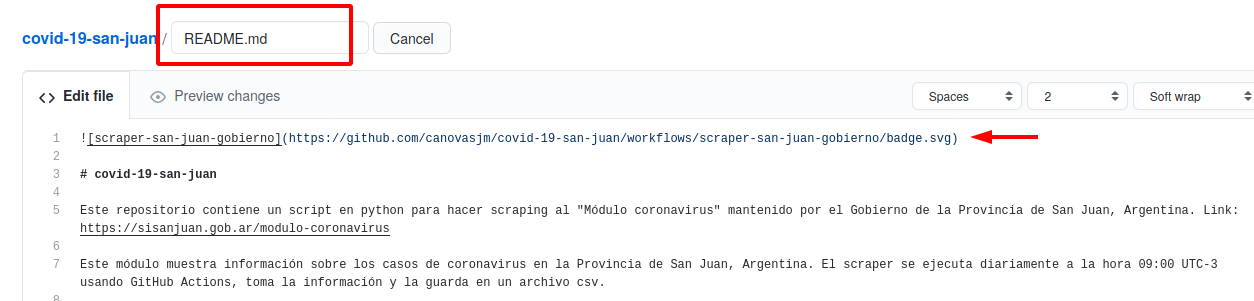 covid-19-san-juan / README.md Cancel
<> Edit file Preview changes Spaces 2 Soft wrap
1 ![scraper-san-juan-gobierno](https://github.com/canovasjm/covid-19-san-juan/workflows/scraper-san-juan-gobierno/badge.svg)
2
3 # covid-19-san-juan
4
5 Este repositorio contiene un script en python para hacer scraping al "Módulo coronavirus" mantenido por el Gobierno de la Provincia de San Juan, Argentina. Link:
https://sisanjuan.gob.ar/modulo-coronavirus
6
7 Este módulo muestra información sobre los casos de coronavirus en la Provincia de San Juan, Argentina. El scraper se ejecuta diariamente a la hora 09:00 UTC-3
usando GitHub Actions, toma la información y la guarda en un archivo csv.
8